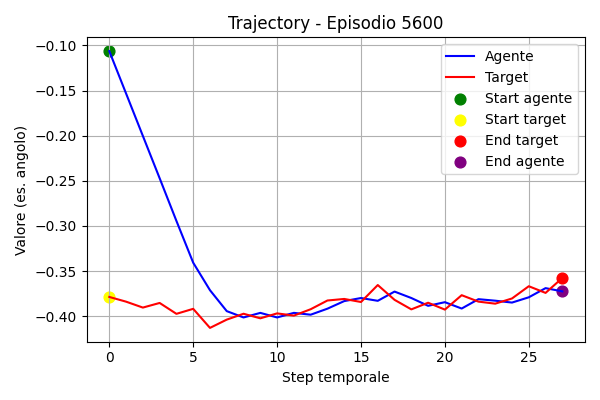 Trajectory - Episodio 5600
Valore (es. angolo)
−0.10
−0.15
−0.20
−0.25
−0.30
−0.35
−0.40
Agente
Target
Start agente
Start target
End target
End agente
0 5 10 15 20 25
Step temporale